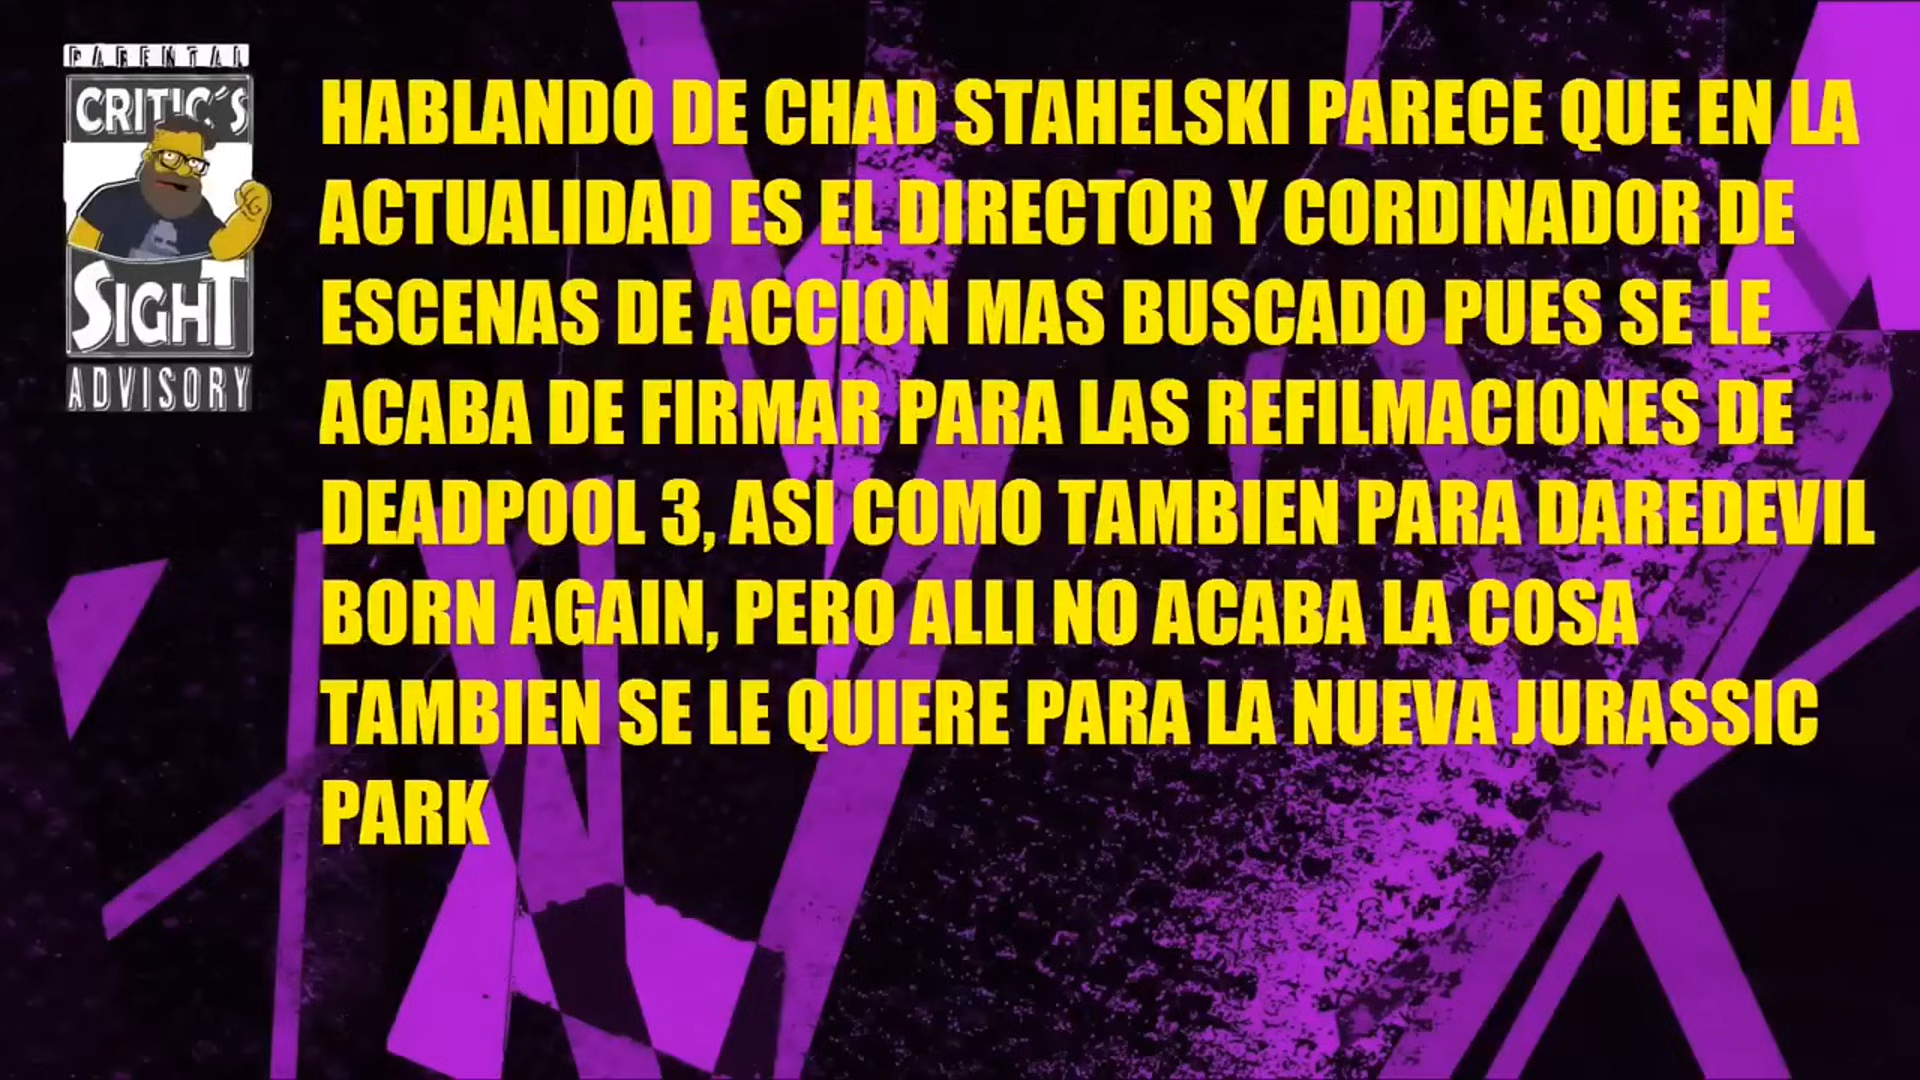 PARENTAL
CRITIC´S
SIGHT
ADVISORY
HABLANDO DE CHAD STAHELSKI PARECE QUE EN LA
ACTUALIDAD ES EL DIRECTOR Y CORDINADOR DE
ESCENAS DE ACCION MAS BUSCADO PUES SE LE
ACABA DE FIRMAR PARA LAS REFILMACIONES DE
DEADPOOL 3, ASI COMO TAMBIEN PARA DAREDEVIL
BORN AGAIN, PERO ALLI NO ACABA LA COSA
TAMBIEN SE LE QUIERE PARA LA NUEVA JURASSIC
PARK